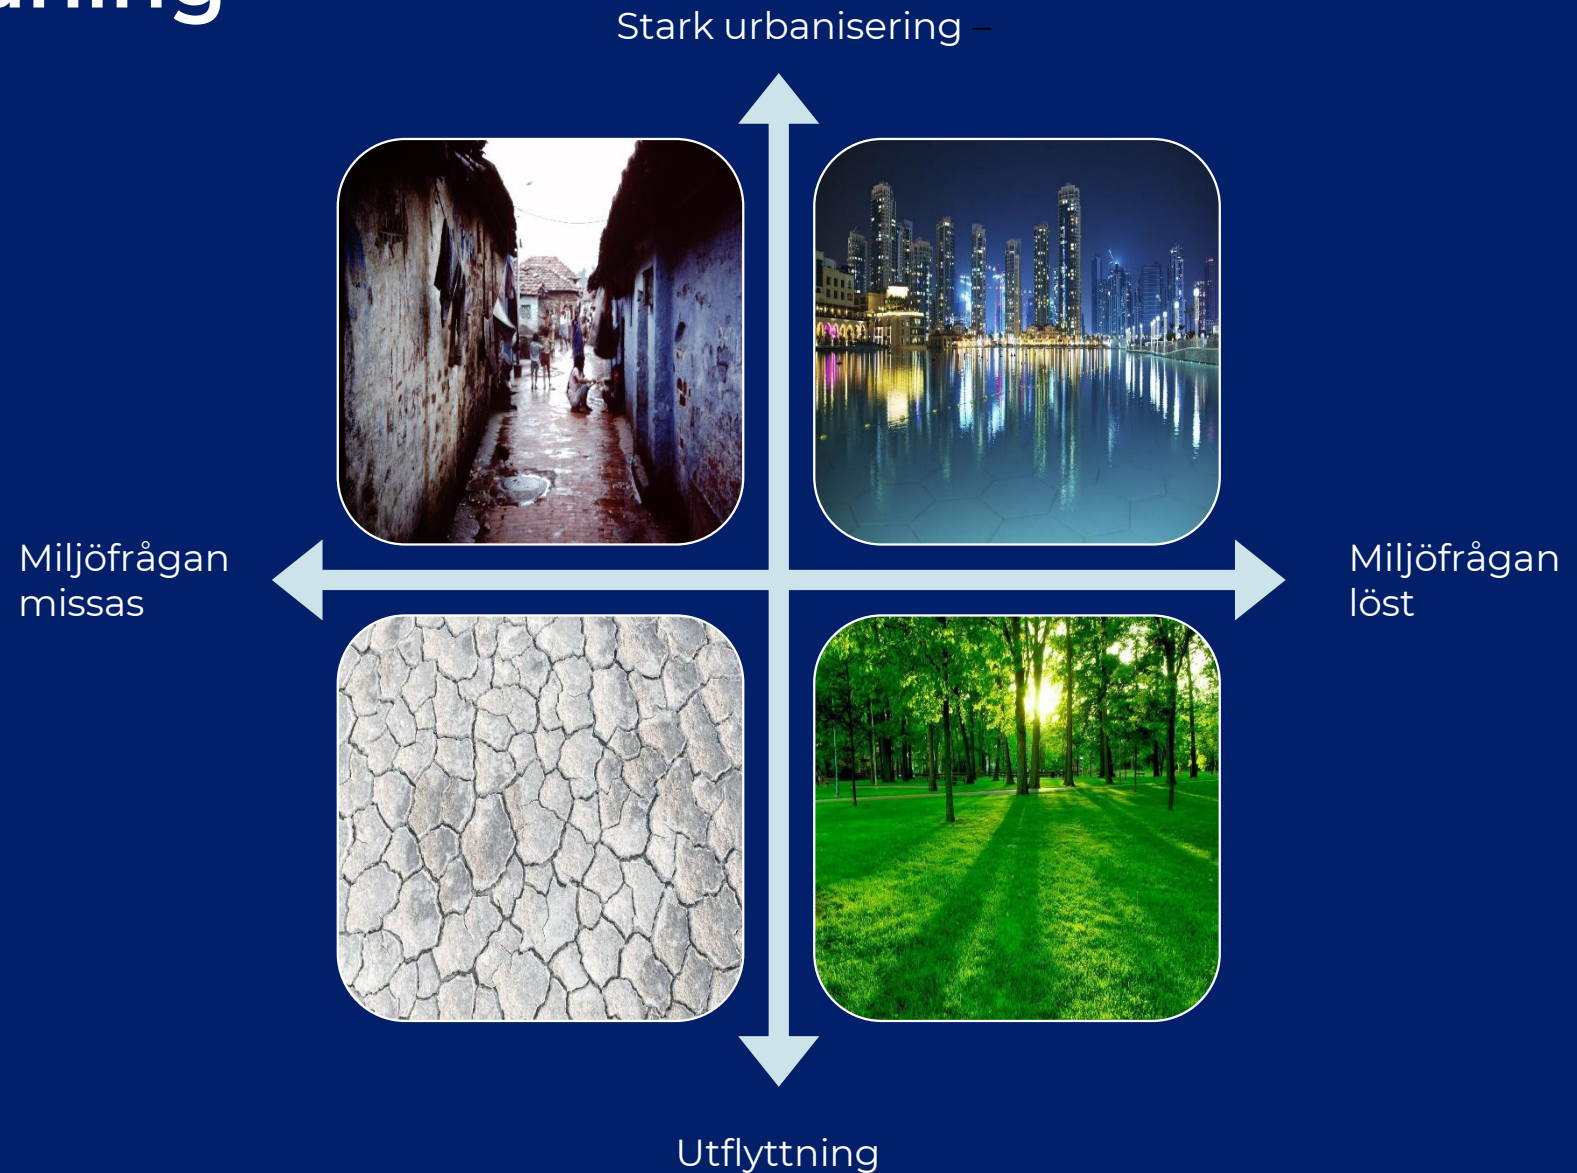 Stark urbanisering –
Miljöfrågan
missas
Miljöfrågan
löst
Utflyttning